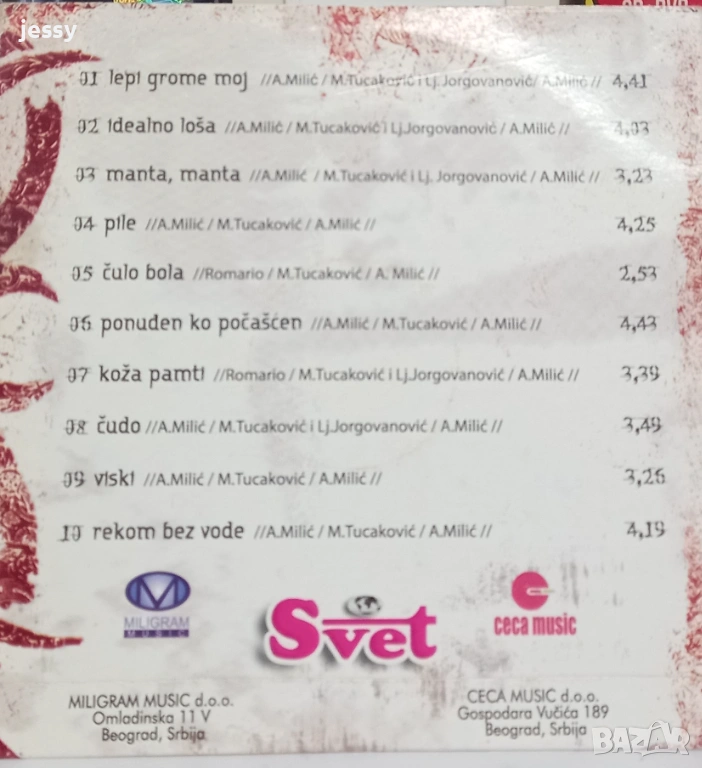 jessy
01 lepi grome moj //A.Milić / M.Tucaković i Lj. Jorgovanović/ A.Milić // 4,41
02 idealno loša //A.Milić / M.Tucaković i Lj.Jorgovanović / A.Milić // 4,03
03 manta, manta //A.Milić / M.Tucaković i Lj. Jorgovanović / A.Milić // 3,23
04 pile //A.Milić / M.Tucaković / A.Milić // 4,25
05 čulo bola //Romario / M.Tucaković / A. Milić // 2,53
06 ponuđen ko počašćen //A.Milić / M.Tucaković / A.Milić // 4,43
07 koža pamti //Romario / M.Tucaković i Lj.Jorgovanović / A.Milić // 3,39
08 čudo //A.Milić / M.Tucaković i Lj.Jorgovanović / A.Milić // 3,49
09 viski //A.Milić / M.Tucaković / A.Milić // 3,26
10 rekom bez vode //A.Milić / M.Tucaković / A.Milić // 4,19
MILIGRAM
MUSIC
Svet
ceca music
MILIGRAM MUSIC d.o.o.
Omladinska 11 V
Beograd, Srbija
CECA MUSIC d.o.o.
Gospodara Vučića 189
Beograd, Srbija
BAZAR